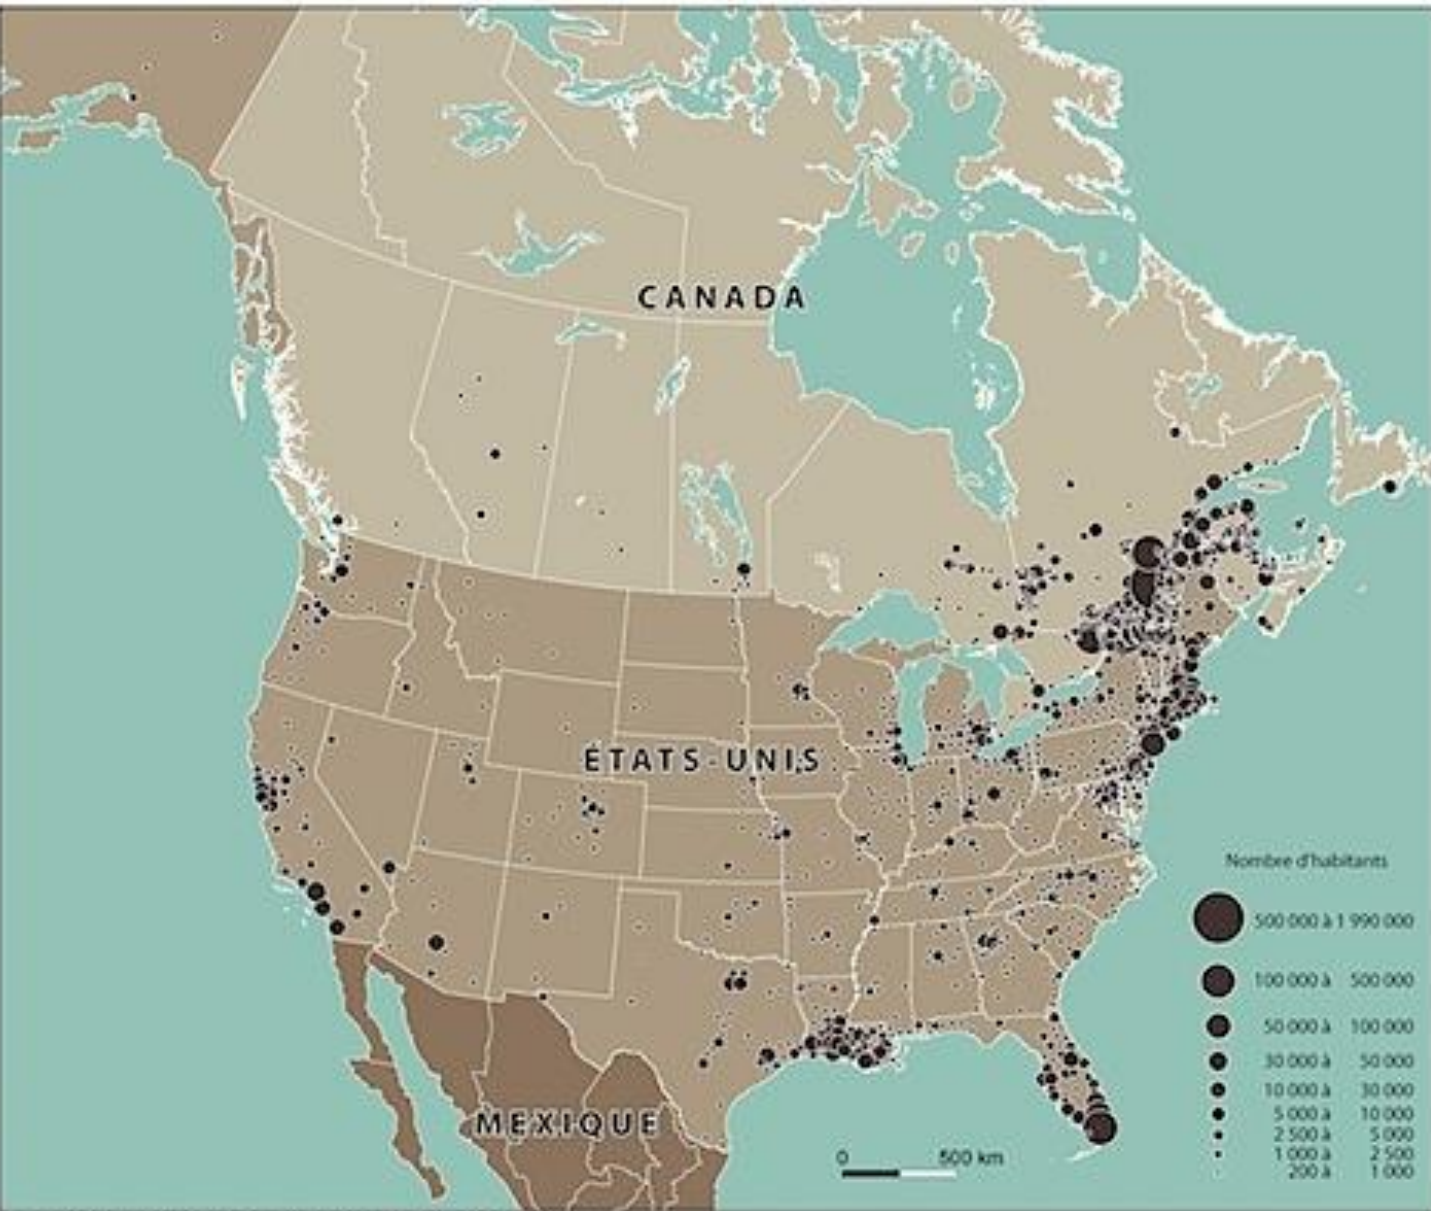 CANADA
ÉTATS-UNIS
MEXIQUE
Nombre d'habitants
500 000 à 1 990 000
100 000 à 500 000
50 000 à 100 000
30 000 à 50 000
10 000 à 30 000
5 000 à 10 000
2 500 à 5 000
1 000 à 2 500
200 à 1 000
0 500 km